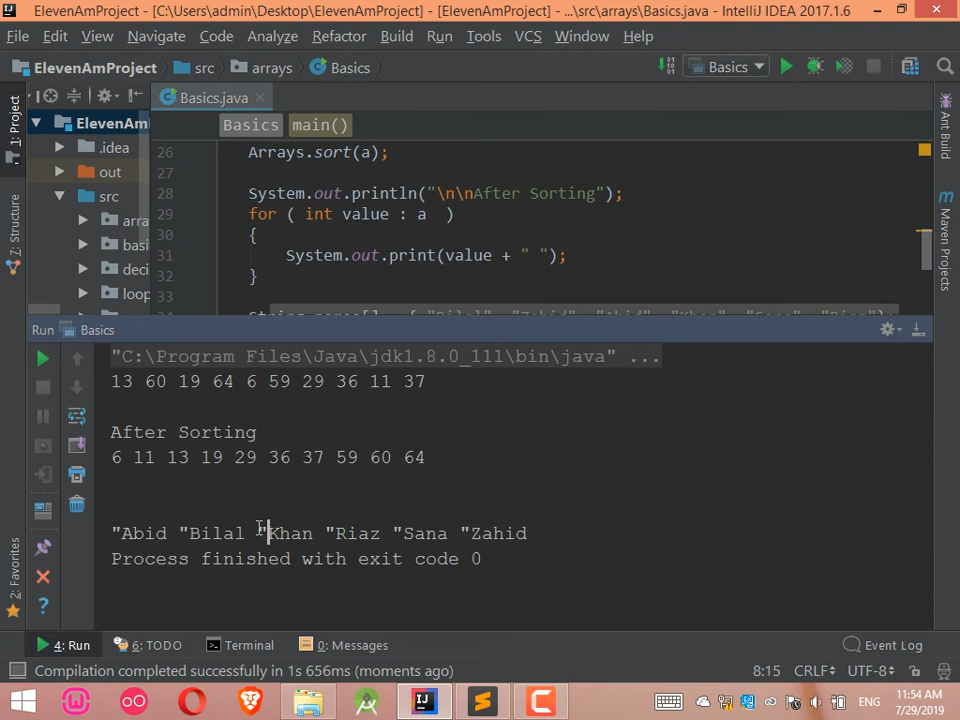 ElevenAmProject - [C:\Users\admin\Desktop\ElevenAmProject] - [ElevenAmProject] - ...\src\arrays\Basics.java - IntelliJ IDEA 2017.1.6
File Edit View Navigate Code Analyze Refactor Build Run Tools VCS Window Help
ElevenAmProject src arrays Basics Basics
1: Project
Z: Structure
2: Favorites
Ant Build
Maven Projects
ElevenAm
.idea
out
src
array
basi
deci
loop
Basics.java
Basics main()
26 Arrays.sort(a);
27
28 System.out.println("\n\nAfter Sorting");
29 for ( int value : a )
30 {
31 System.out.print(value + " ");
32 }
33
Run Basics
"C:\Program Files\Java\jdk1.8.0_111\bin\java" ...
13 60 19 64 6 59 29 36 11 37
After Sorting
6 11 13 19 29 36 37 59 60 64
"Abid "Bilal "Khan "Riaz "Sana "Zahid
Process finished with exit code 0
4: Run 6: TODO Terminal 0: Messages Event Log
Compilation completed successfully in 1s 656ms (moments ago) 8:15 CRLF UTF-8
ENG 11:54 AM
7/29/2019